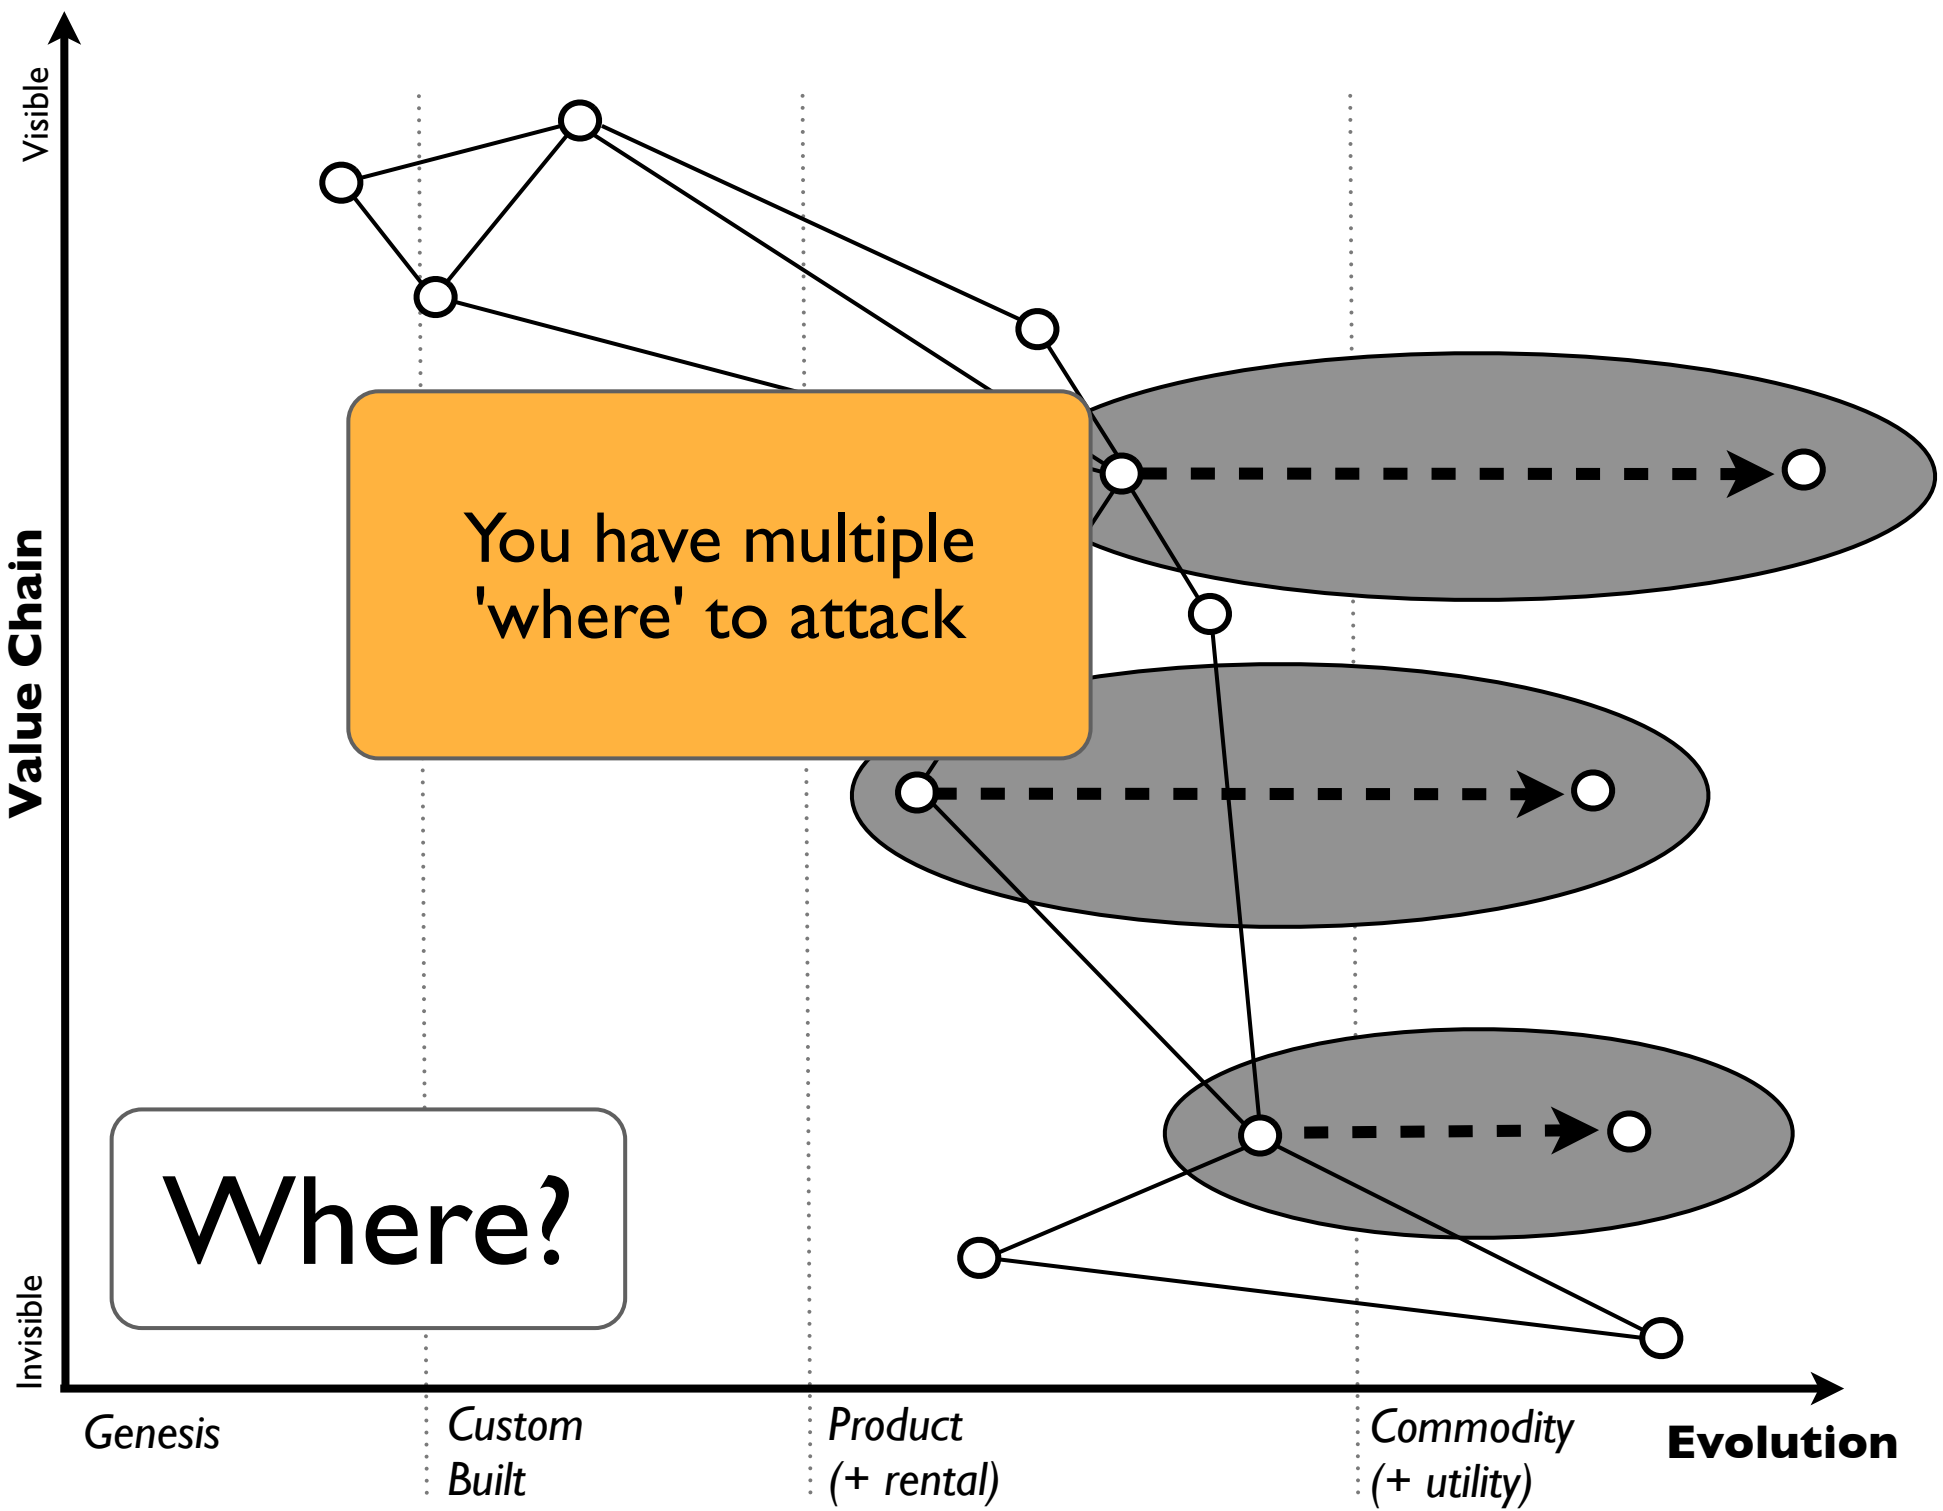 Visible
You have multiple
'where' to attack
Value Chain
Where?
Invisible
Genesis
Custom
Built
Product
(+ rental)
Commodity
(+ utility)
Evolution